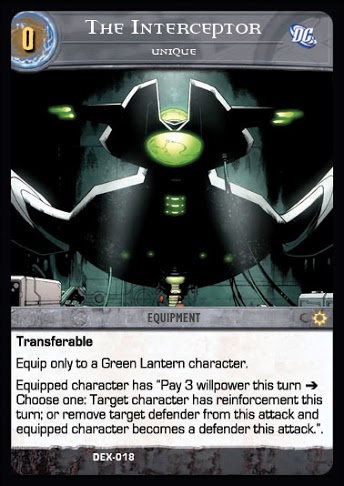 The Interceptor
0
UNIQUE
DC
EQUIPMENT
C
Transferable
Equip only to a Green Lantern character.
Equipped character has "Pay 3 willpower this turn ➔
Choose one: Target character has reinforcement this
turn; or remove target defender from this attack and
equipped character becomes a defender this attack.".
DEX-018